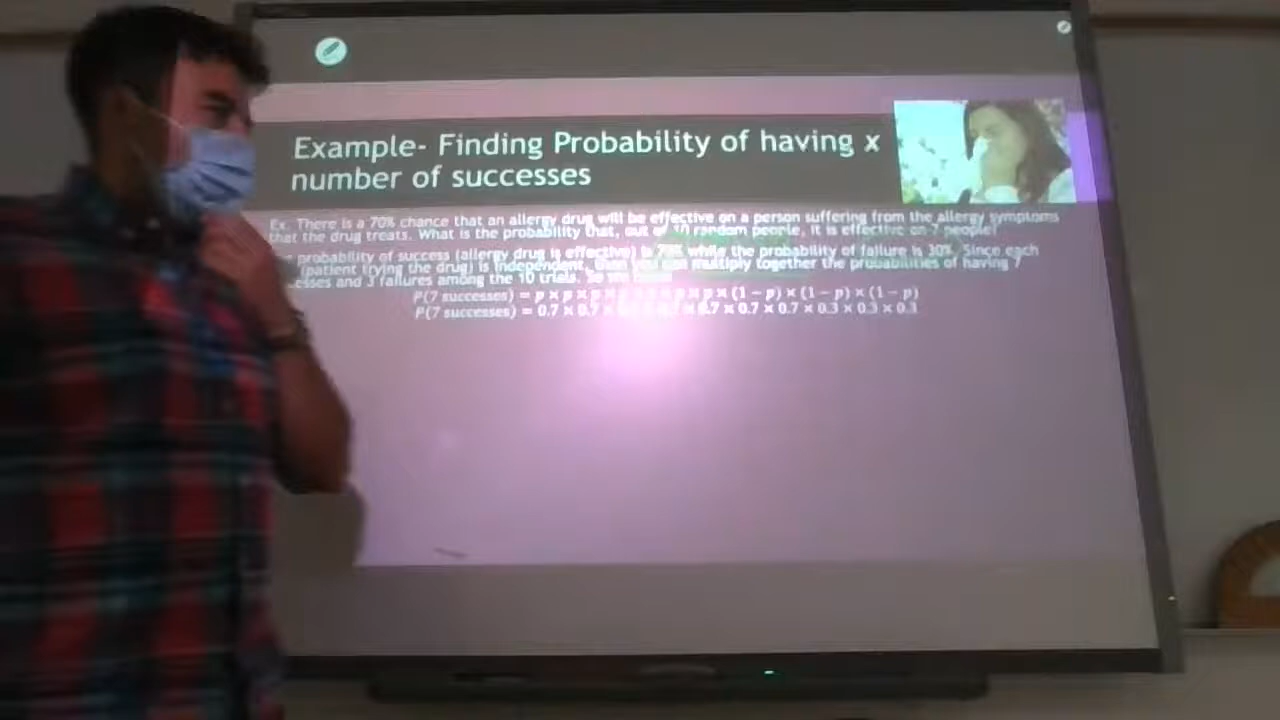 Example- Finding Probability of having x
number of successes
Ex. There is a 70% chance that an allergy drug will be effective on a person suffering from the allergy symptoms
that the drug treats. What is the probability that, out of 10 random people, it is effective on 7 people?
probability of success (allergy drug is effective) is 70% while the probability of failure is 30%. Since each
(patient trying the drug) is independent, then you can multiply together the probabilities of having 7
esses and 3 failures among the 10 trials. So
P(7 successes) = p × p × p × p × p × (1 − p) × (1 − p) × (1 − p)
P(7 successes) = 0.7 × 0.7 × 0.7 × 0.7 × 0.7 × 0.3 × 0.3 × 0.3